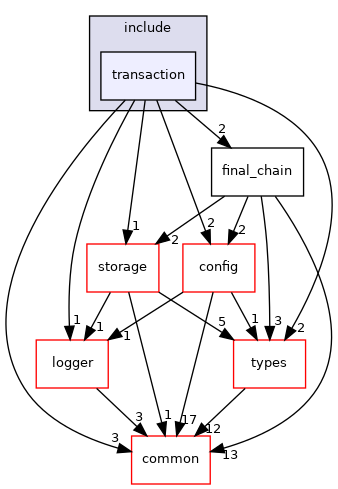 include
transaction
2
final_chain
1
2
2
2
storage
config
1
1
1
5
1
3
2
logger
types
3
3
1
17
12
13
common